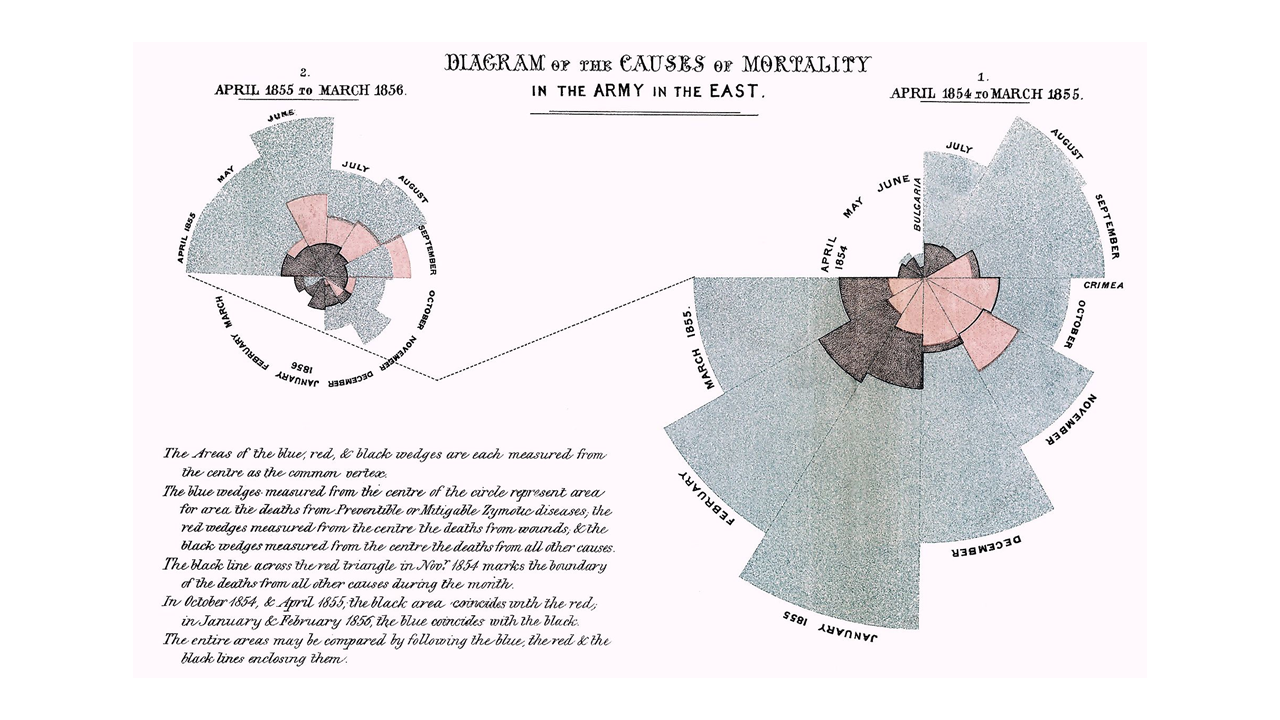 DIAGRAM OF THE CAUSES OF MORTALITY
IN THE ARMY IN THE EAST.
2.
APRIL 1855 TO MARCH 1856.
1.
APRIL 1854 TO MARCH 1855.
APRIL 1855
MAY
JUNE
JULY
AUGUST
SEPTEMBER
OCTOBER
NOVEMBER
DECEMBER
JANUARY
1856
FEBRUARY
MARCH
APRIL
1854
MAY
JUNE
BULGARIA
JULY
AUGUST
SEPTEMBER
CRIMEA
OCTOBER
NOVEMBER
DECEMBER
JANUARY 1855
FEBRUARY
MARCH 1855.
The Areas of the blue, red, & black wedges are each measured from
the centre as the common vertex.
The blue wedges measured from the centre of the circle represent area
for area the deaths from Preventible or Mitigable Zymotic diseases; the
red wedges measured from the centre the deaths from wounds; & the
black wedges measured from the centre the deaths from all other causes.
The black line across the red triangle in Novr. 1854 marks the boundary
of the deaths from all other causes during the month.
In October 1854, & April 1855, the black area coincides with the red;
in January & February 1856, the blue coincides with the black.
The entire areas may be compared by following the blue, the red & the
black lines enclosing them.